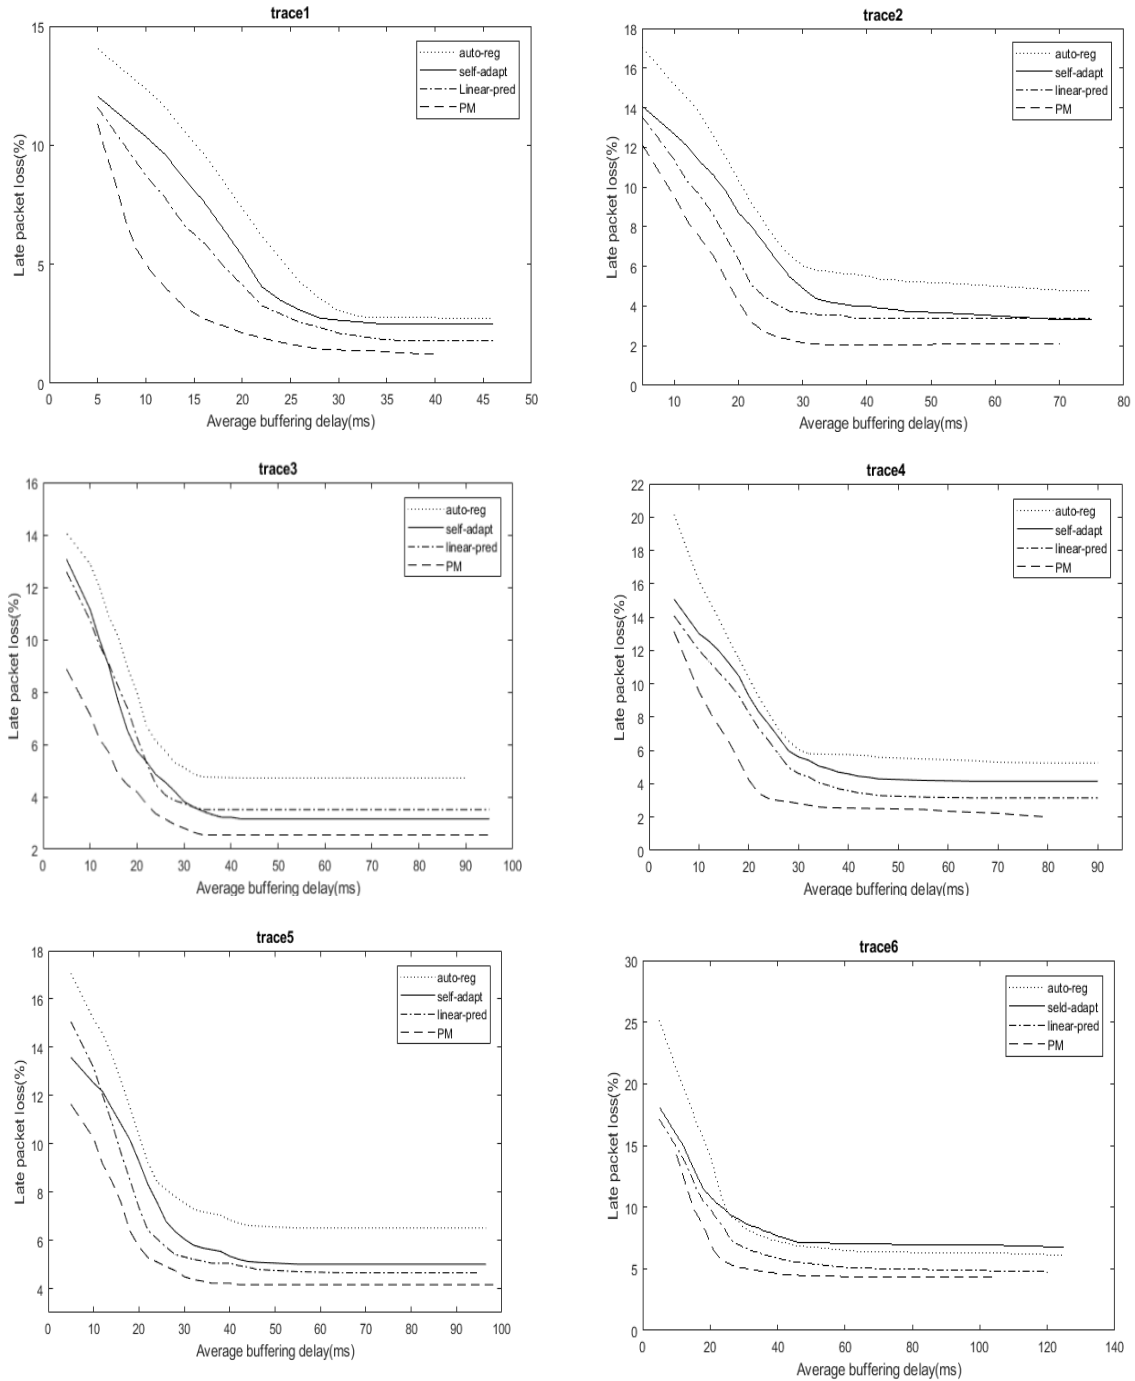 trace1
15
10
5
0
auto-reg
self-adapt
Linear-pred
PM
Late packet loss(%)
0 5 10 15 20 25 30 35 40 45 50
Average buffering delay(ms)
trace2
18
16
14
12
10
8
6
4
2
0
auto-reg
self-adapt
linear-pred
PM
Late packet loss(%)
10 20 30 40 50 60 70 80
Average buffering delay(ms)
trace3
16
14
12
10
8
6
4
2
auto-reg
self-adapt
linear-pred
PM
Late packet loss(%)
0 10 20 30 40 50 60 70 80 90 100
Average buffering delay(ms)
trace4
22
20
18
16
14
12
10
8
6
4
2
0
auto-reg
self-adapt
linear-pred
PM
Late packet loss(%)
0 10 20 30 40 50 60 70 80 90
Average buffering delay(ms)
trace5
18
16
14
12
10
8
6
4
auto-reg
self-adapt
linear-pred
PM
Late packet loss(%)
0 10 20 30 40 50 60 70 80 90 100
Average buffering delay(ms)
trace6
30
25
20
15
10
5
0
auto-reg
seld-adapt
linear-pred
PM
Late packet loss(%)
0 20 40 60 80 100 120 140
Average buffering delay(ms)